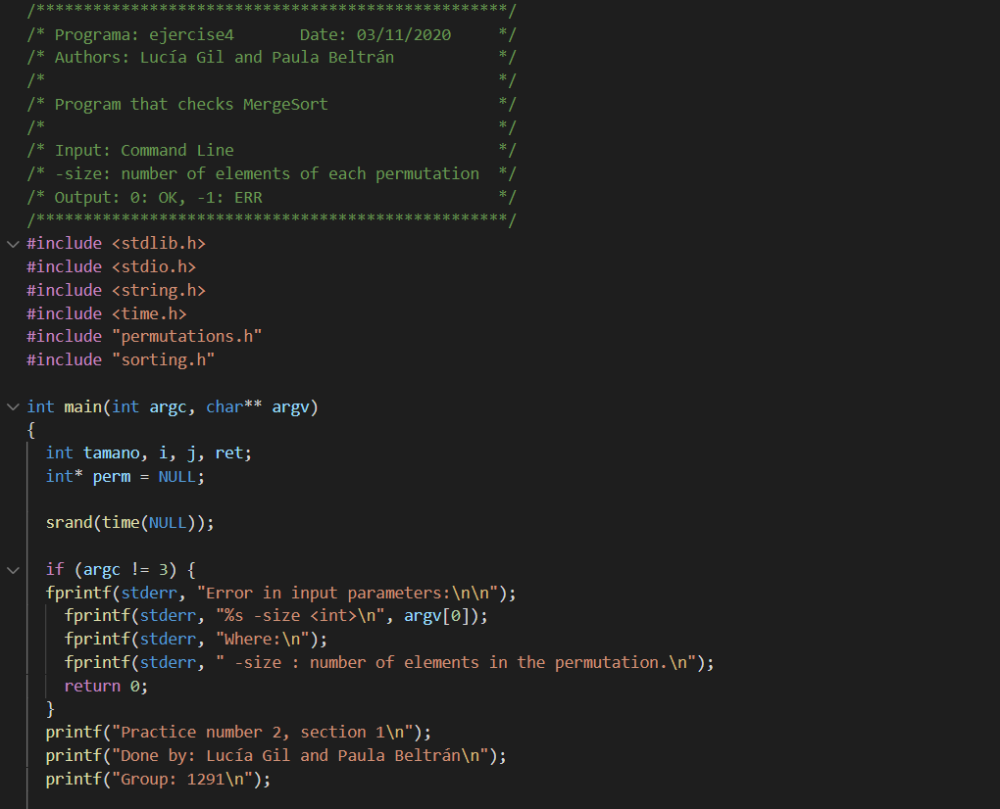 /**************************************************/
/* Programa: ejercise4       Date: 03/11/2020     */
/* Authors: Lucía Gil and Paula Beltrán           */
/*                                                */
/* Program that checks MergeSort                  */
/*                                                */
/* Input: Command Line                            */
/* -size: number of elements of each permutation  */
/* Output: 0: OK, -1: ERR                         */
/**************************************************/
#include <stdlib.h>
#include <stdio.h>
#include <string.h>
#include <time.h>
#include "permutations.h"
#include "sorting.h"

int main(int argc, char** argv)
{
  int tamano, i, j, ret;
  int* perm = NULL;

  srand(time(NULL));

  if (argc != 3) {
  fprintf(stderr, "Error in input parameters:\n\n");
    fprintf(stderr, "%s -size <int>\n", argv[0]);
    fprintf(stderr, "Where:\n");
    fprintf(stderr, " -size : number of elements in the permutation.\n");
    return 0;
  }
  printf("Practice number 2, section 1\n");
  printf("Done by: Lucía Gil and Paula Beltrán\n");
  printf("Group: 1291\n");